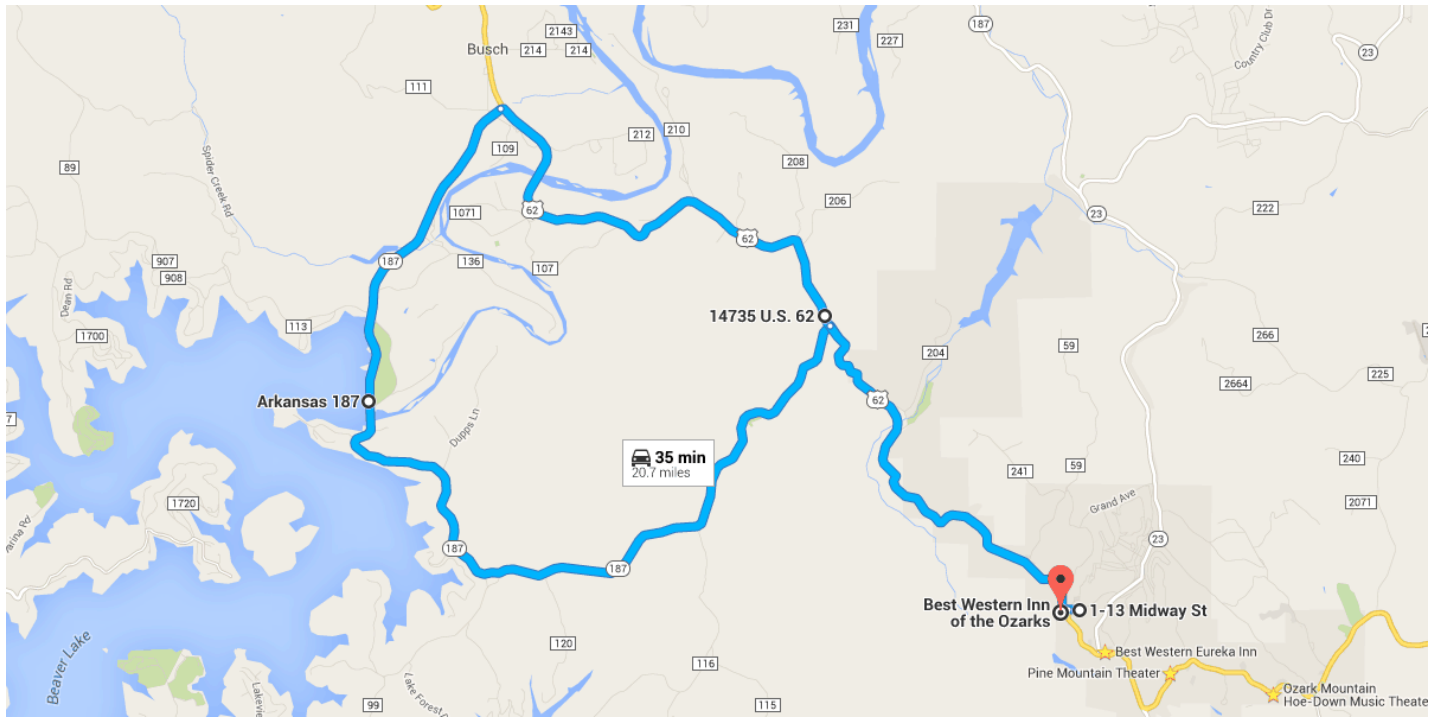 2143
214
214
Busch
231
227
187
Country Club Dr
23
111
109
212
210
208
89
Spider Creek Rd
1071
62
206
23
222
62
187
136
107
907
908
Dean Rd
1700
113
14735 U.S. 62
204
59
266
2664
225
Arkansas 187
62
Dupps Ln
35 min
20.7 miles
241
59
240
2071
1720
Grand Ave
187
23
187
Best Western Inn
of the Ozarks
1-13 Midway St
Beaver Lake
120
116
Best Western Eureka Inn
Pine Mountain Theater
Ozark Mountain
Hoe-Down Music Theate
99
115